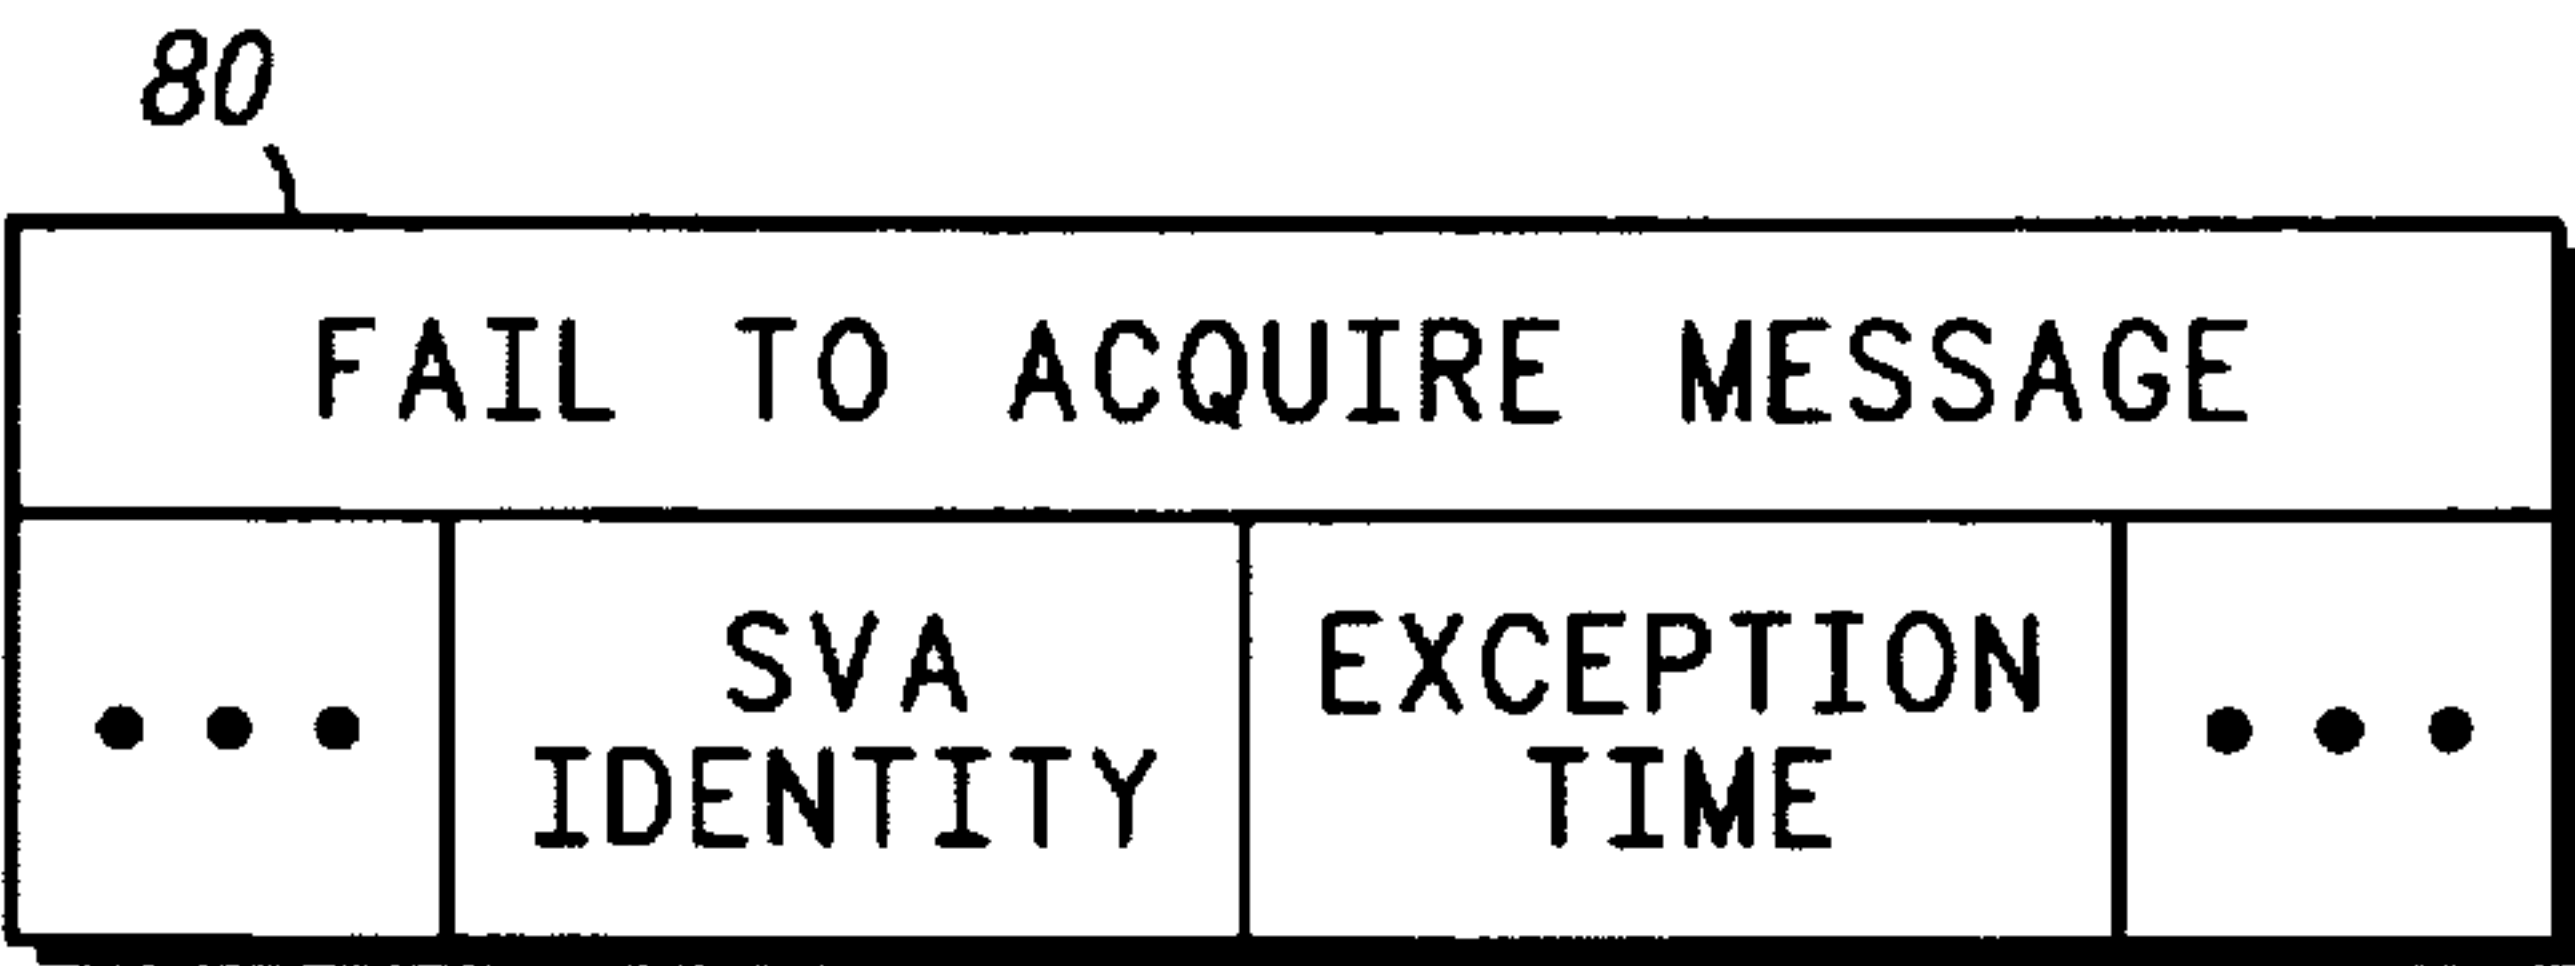 80
FAIL TO ACQUIRE MESSAGE
••• SVA IDENTITY EXCEPTION TIME •••